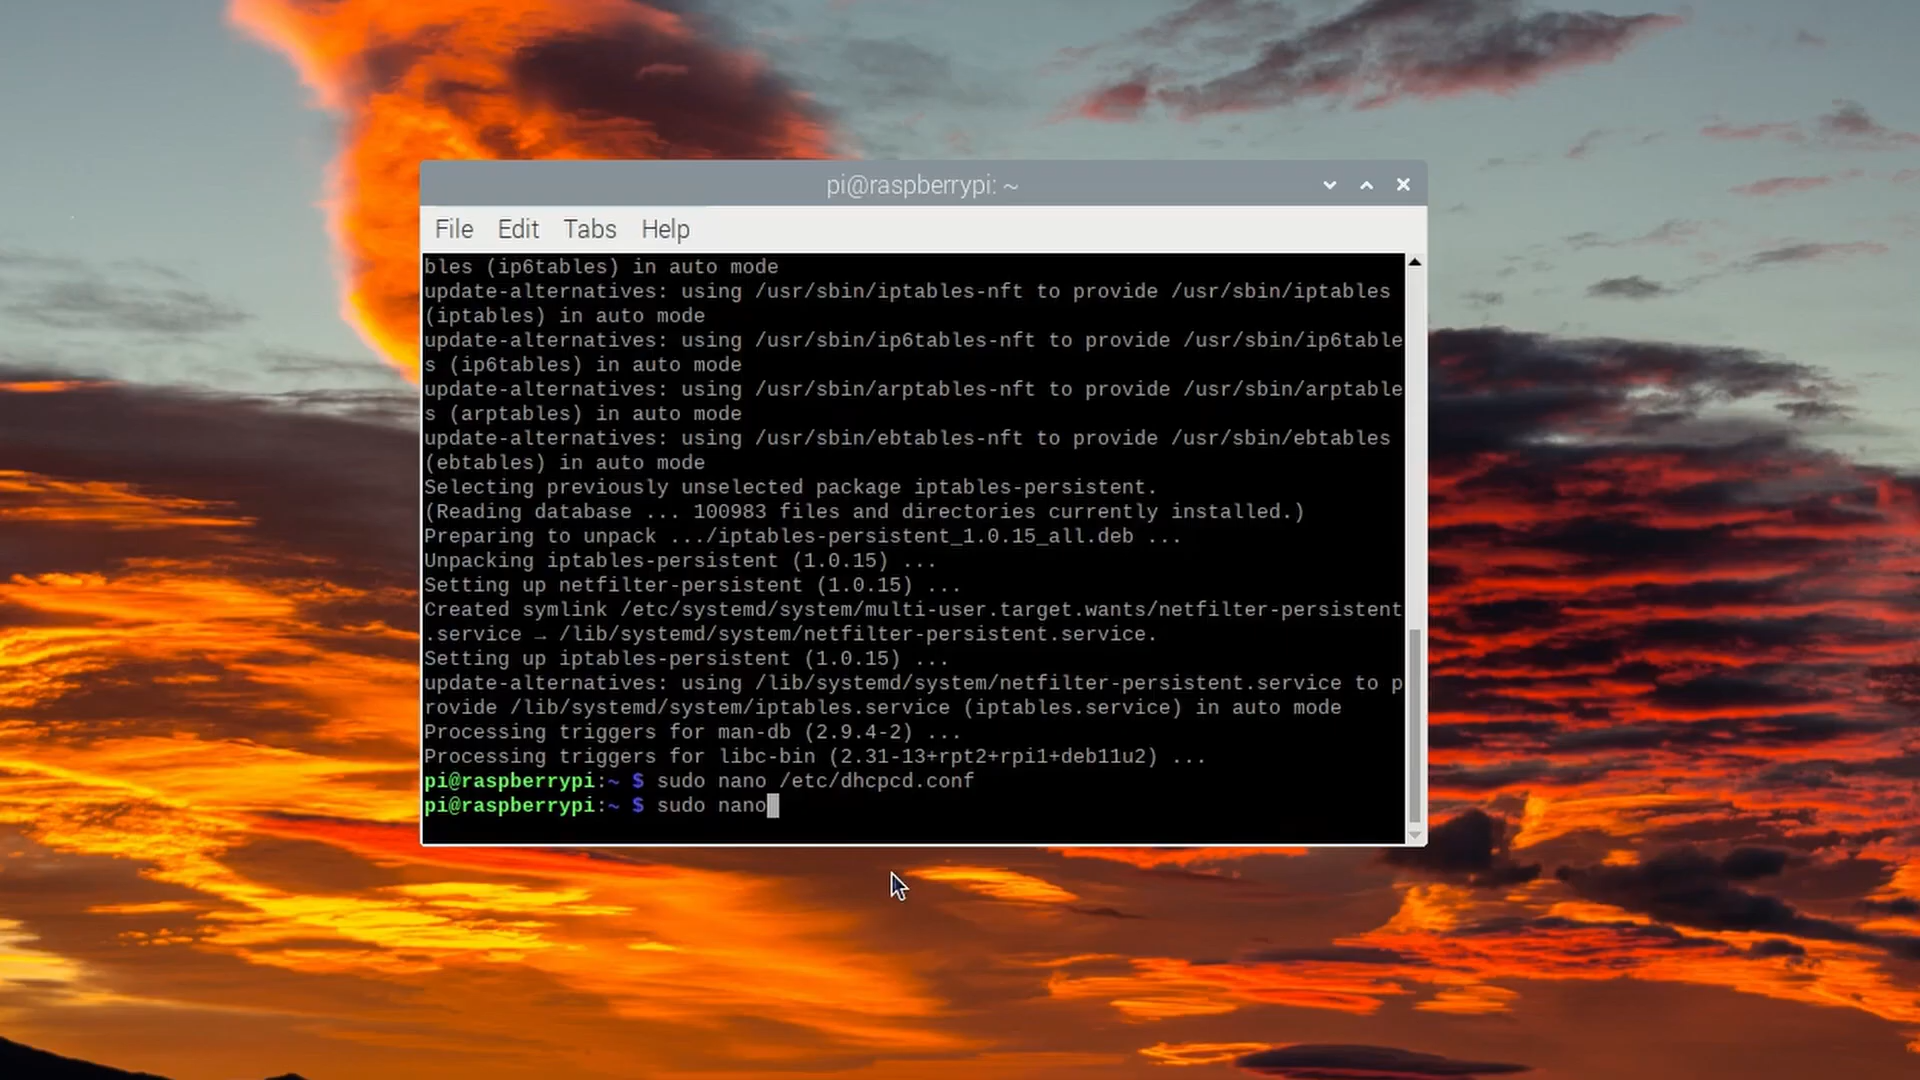 pi@raspberrypi: ~
File Edit Tabs Help
bles (ip6tables) in auto mode
update-alternatives: using /usr/sbin/iptables-nft to provide /usr/sbin/iptables
(iptables) in auto mode
update-alternatives: using /usr/sbin/ip6tables-nft to provide /usr/sbin/ip6table
s (ip6tables) in auto mode
update-alternatives: using /usr/sbin/arptables-nft to provide /usr/sbin/arptable
s (arptables) in auto mode
update-alternatives: using /usr/sbin/ebtables-nft to provide /usr/sbin/ebtables
(ebtables) in auto mode
Selecting previously unselected package iptables-persistent.
(Reading database ... 100983 files and directories currently installed.)
Preparing to unpack .../iptables-persistent_1.0.15_all.deb ...
Unpacking iptables-persistent (1.0.15) ...
Setting up netfilter-persistent (1.0.15) ...
Created symlink /etc/systemd/system/multi-user.target.wants/netfilter-persistent
.service → /lib/systemd/system/netfilter-persistent.service.
Setting up iptables-persistent (1.0.15) ...
update-alternatives: using /lib/systemd/system/netfilter-persistent.service to p
rovide /lib/systemd/system/iptables.service (iptables.service) in auto mode
Processing triggers for man-db (2.9.4-2) ...
Processing triggers for libc-bin (2.31-13+rpt2+rpi1+deb11u2) ...
pi@raspberrypi:~ $ sudo nano /etc/dhcpcd.conf
pi@raspberrypi:~ $ sudo nano